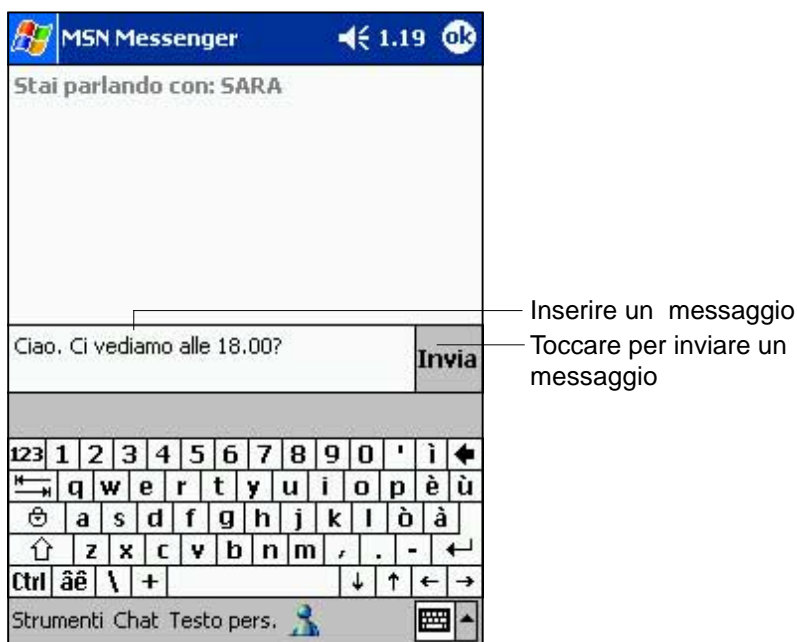 MSN Messenger 1.19 ok
Stai parlando con: SARA
Inserire un messaggio
Ciao. Ci vediamo alle 18.00?
Invia
Toccare per inviare un
messaggio
123 1 2 3 4 5 6 7 8 9 0 ' ì
q w e r t y u i o p è ù
a s d f g h j k l ò à
z x c v b n m , . -
Ctrl âê \ + ↓ ↑ ← →
Strumenti Chat Testo pers.